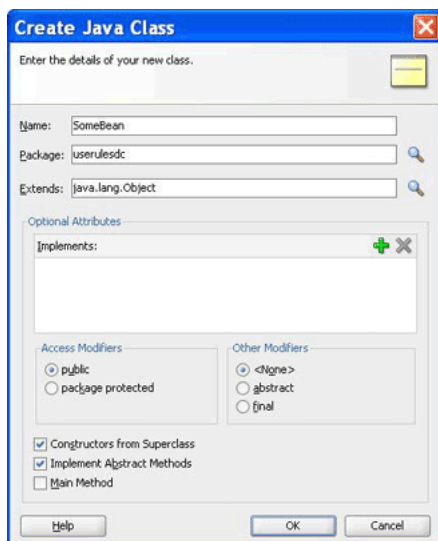 Create Java Class
Enter the details of your new class.
Name: SomeBean
Package: userulesdc
Extends: java.lang.Object
Optional Attributes
Implements:
Access Modifiers
public
package protected
Other Modifiers
<None>
abstract
final
Constructors from Superclass
Implement Abstract Methods
Main Method
Help OK Cancel